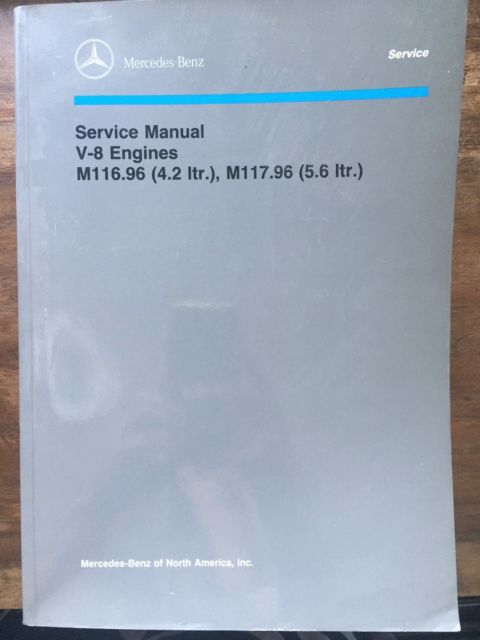 Mercedes-Benz
Service
Service Manual
V-8 Engines
M116.96 (4.2 ltr.), M117.96 (5.6 ltr.)
Mercedes-Benz of North America, Inc.